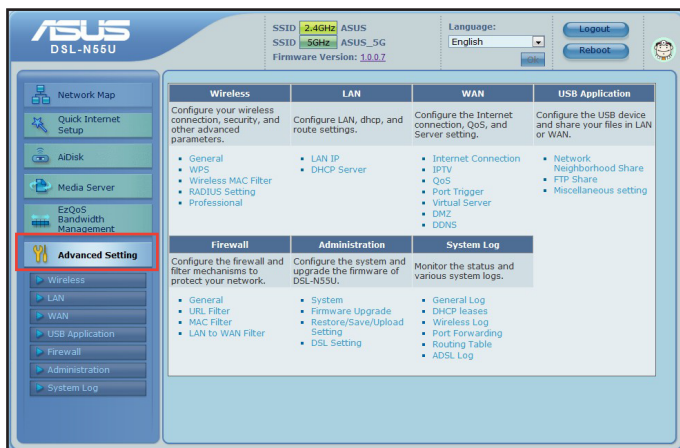 ASUS
DSL-N55U
SSID 2.4GHz ASUS
SSID 5GHz ASUS_5G
Firmware Version: 1.0.0.7
Language:
English
Ok
Logout
Reboot
Network Map
Quick Internet
Setup
AiDisk
Media Server
EzQoS
Bandwidth
Management
Advanced Setting
Wireless
LAN
WAN
USB Application
Firewall
Administration
System Log
Wireless
Configure your wireless
connection, security, and
other advanced
parameters.
General
WPS
Wireless MAC Filter
RADIUS Setting
Professional
LAN
Configure LAN, dhcp, and
route settings.
LAN IP
DHCP Server
WAN
Configure the Internet
connection, QoS, and
Server setting.
Internet Connection
IPTV
QoS
Port Trigger
Virtual Server
DMZ
DDNS
USB Application
Configure the USB device
and share your files in LAN
or WAN.
Network
Neighborhood Share
FTP Share
Miscellaneous setting
Firewall
Configure the firewall and
filter mechanisms to
protect your network.
General
URL Filter
MAC Filter
LAN to WAN Filter
Administration
Configure the system and
upgrade the firmware of
DSL-N55U.
System
Firmware Upgrade
Restore/Save/Upload
Setting
DSL Setting
System Log
Monitor the status and
various system logs.
General Log
DHCP leases
Wireless Log
Port Forwarding
Routing Table
ADSL Log